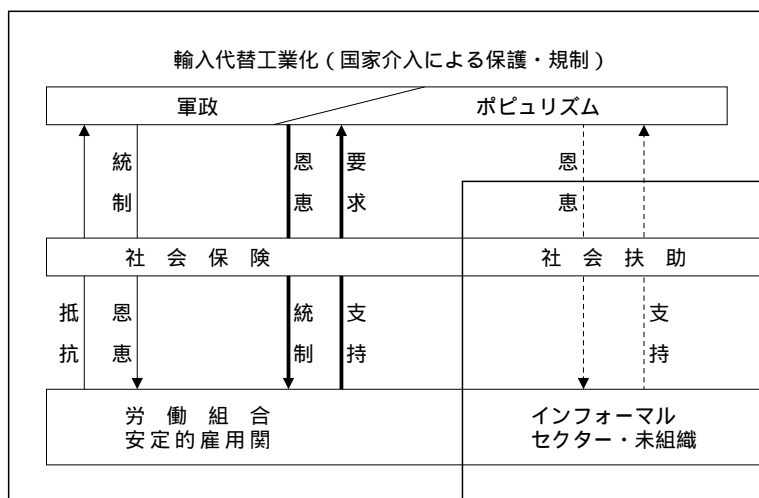 輸入代替工業化（国家介入による保護・規制）
軍政 ポピュリズム
統制 恩恵 要求 恩恵
社会保険 社会扶助
抵抗 恩恵 統制 支持 支持
労働組合 インフォーマル
安定的雇用関 セクター・未組織